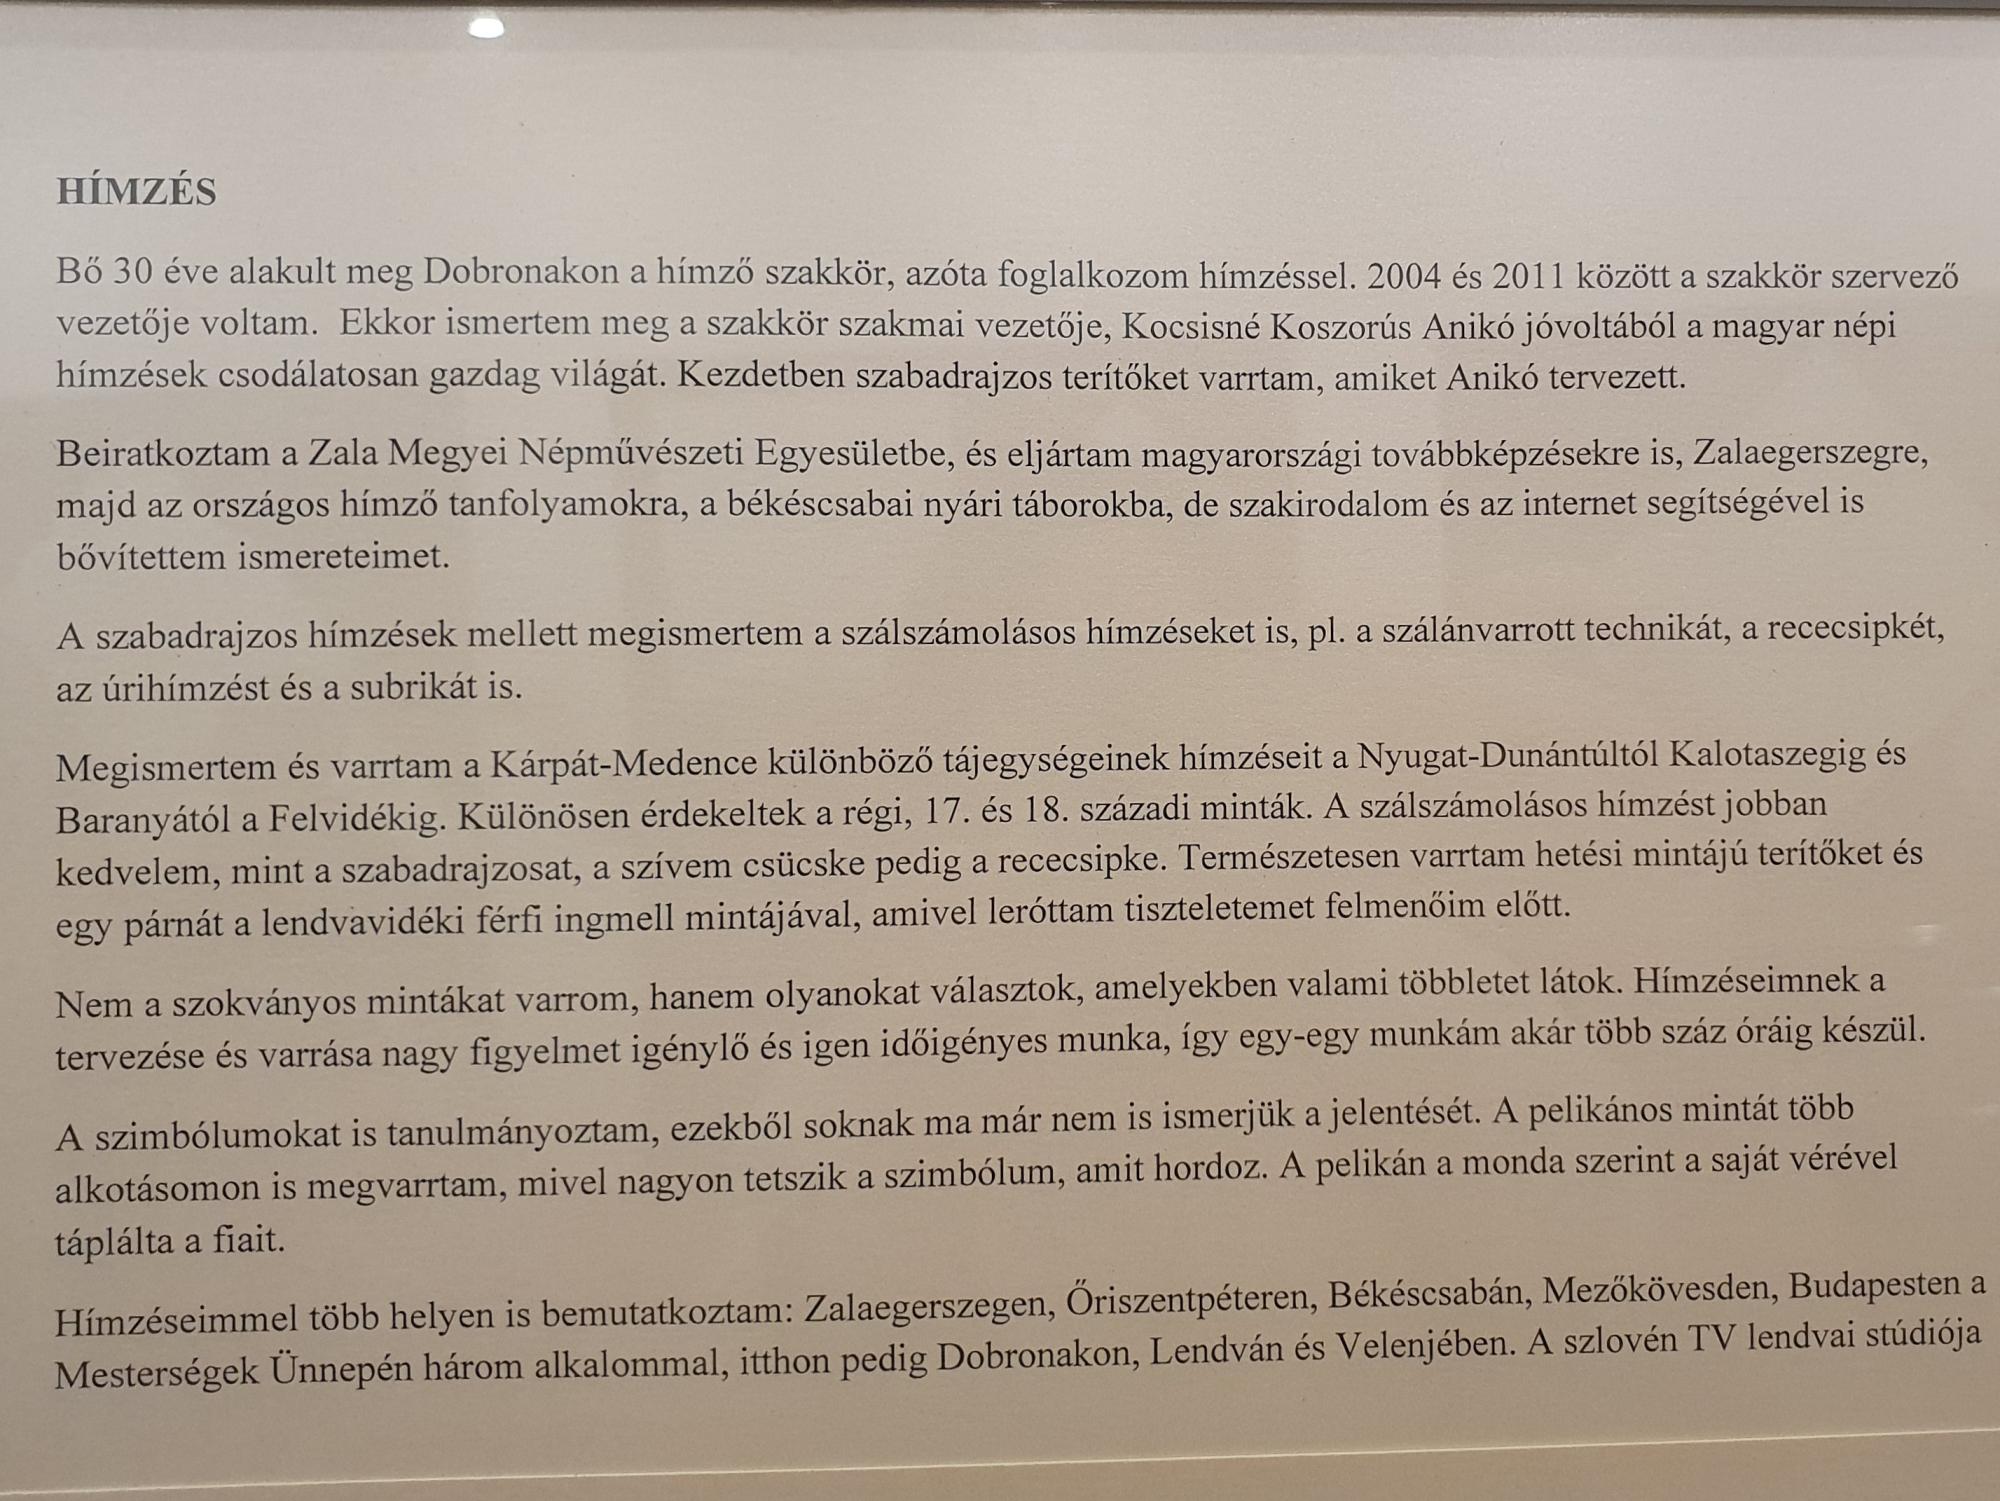 HÍMZÉS
Bő 30 éve alakult meg Dobronakon a hímző szakkör, azóta foglalkozom hímzéssel. 2004 és 2011 között a szakkör szervező
vezetője voltam.  Ekkor ismertem meg a szakkör szakmai vezetője, Kocsisné Koszorús Anikó jóvoltából a magyar népi
hímzések csodálatosan gazdag világát. Kezdetben szabadrajzos terítőket varrtam, amiket Anikó tervezett.
Beiratkoztam a Zala Megyei Népművészeti Egyesületbe, és eljártam magyarországi továbbképzésekre is, Zalaegerszegre,
majd az országos hímző tanfolyamokra, a békéscsabai nyári táborokba, de szakirodalom és az internet segítségével is
bővítettem ismereteimet.
A szabadrajzos hímzések mellett megismertem a szálszámolásos hímzéseket is, pl. a szálánvarrott technikát, a rececsipkét,
az úrihímzést és a subrikát is.
Megismertem és varrtam a Kárpát-Medence különböző tájegységeinek hímzéseit a Nyugat-Dunántúltól Kalotaszegig és
Baranyától a Felvidékig. Különösen érdekeltek a régi, 17. és 18. századi minták. A szálszámolásos hímzést jobban
kedvelem, mint a szabadrajzosat, a szívem csücske pedig a rececsipke. Természetesen varrtam hetési mintájú terítőket és
egy párnát a lendvavidéki férfi ingmell mintájával, amivel leróttam tiszteletemet felmenőim előtt.
Nem a szokványos mintákat varrom, hanem olyanokat választok, amelyekben valami többletet látok. Hímzéseimnek a
tervezése és varrása nagy figyelmet igénylő és igen időigényes munka, így egy-egy munkám akár több száz óráig készül.
A szimbólumokat is tanulmányoztam, ezekből soknak ma már nem is ismerjük a jelentését. A pelikános mintát több
alkotásomon is megvarrtam, mivel nagyon tetszik a szimbólum, amit hordoz. A pelikán a monda szerint a saját vérével
táplálta a fiait.
Hímzéseimmel több helyen is bemutatkoztam: Zalaegerszegen, Őriszentpéteren, Békéscsabán, Mezőkövesden, Budapesten a
Mesterségek Ünnepén három alkalommal, itthon pedig Dobronakon, Lendván és Velenjében. A szlovén TV lendvai stúdiója